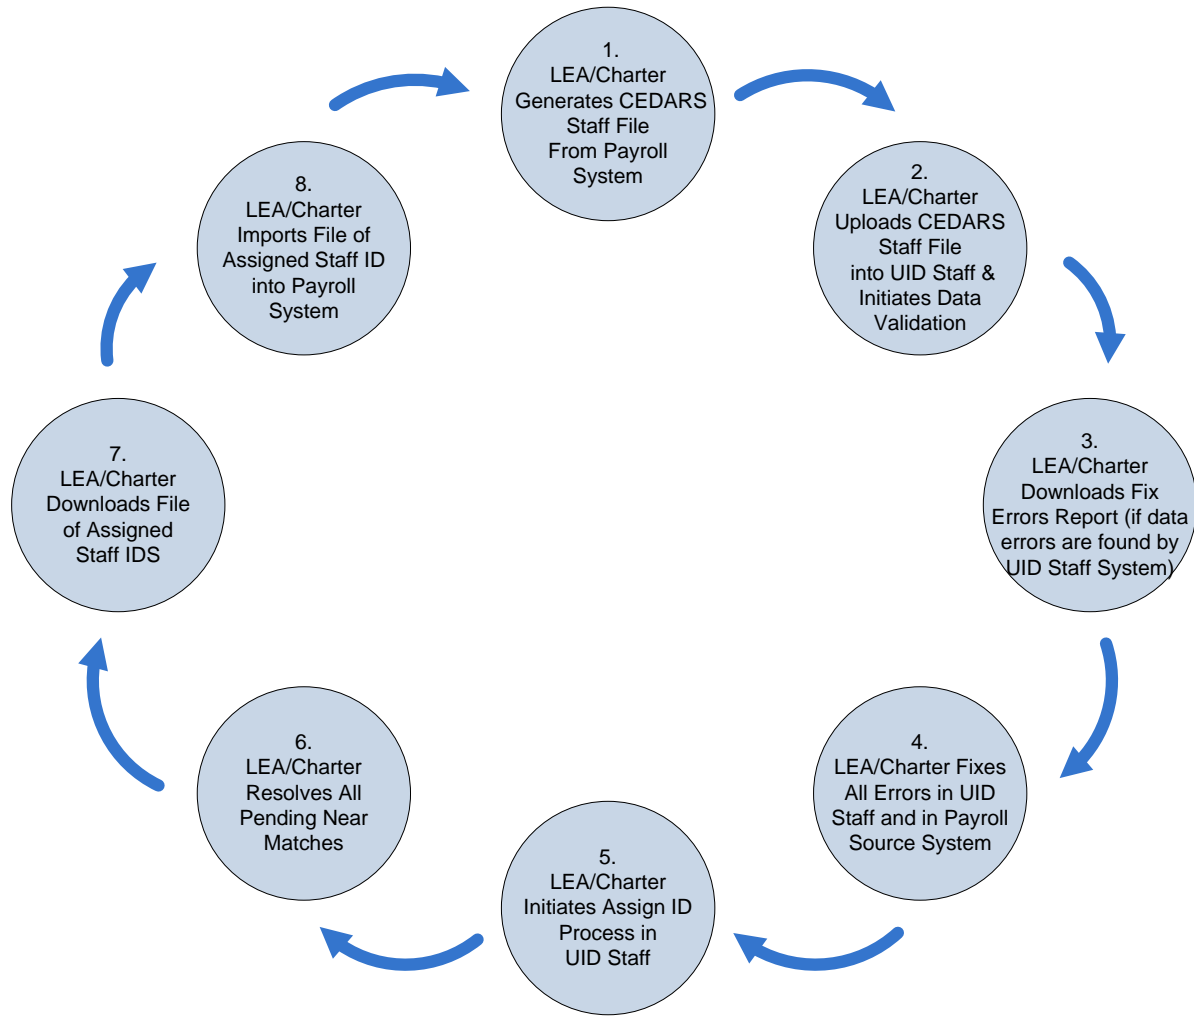 1.
LEA/Charter
Generates CEDARS
Staff File
From Payroll
System
2.
LEA/Charter
Uploads CEDARS
Staff File
into UID Staff &
Initiates Data
Validation
3.
LEA/Charter
Downloads Fix
Errors Report (if data
errors are found by
UID Staff System)
4.
LEA/Charter Fixes
All Errors in UID
Staff and in Payroll
Source System
5.
LEA/Charter
Initiates Assign ID
Process in
UID Staff
6.
LEA/Charter
Resolves All
Pending Near
Matches
7.
LEA/Charter
Downloads File
of Assigned
Staff IDS
8.
LEA/Charter
Imports File of
Assigned Staff ID
into Payroll
System